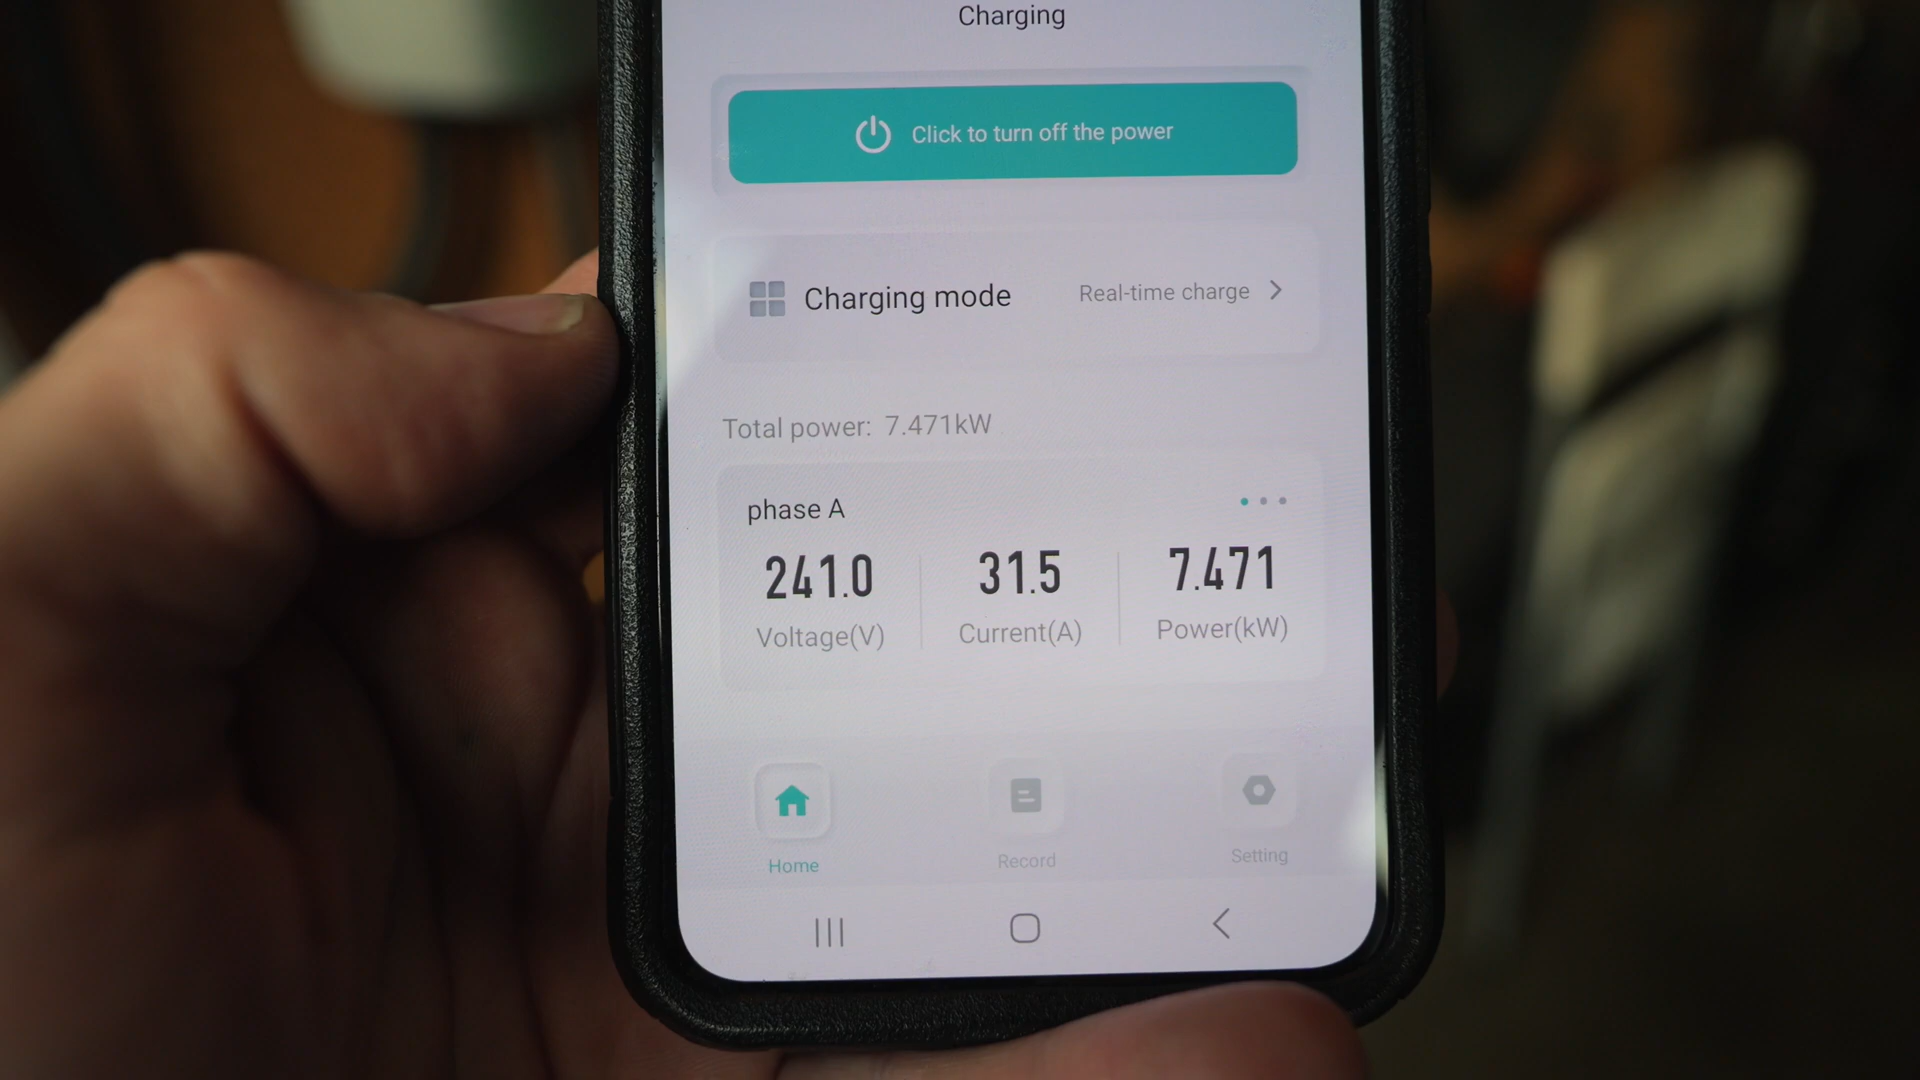 Charging
Click to turn off the power
Charging mode Real-time charge
Total power: 7.471kW
phase A
241.0 31.5 7.471
Voltage(V) Current(A) Power(kW)
Home Record Setting